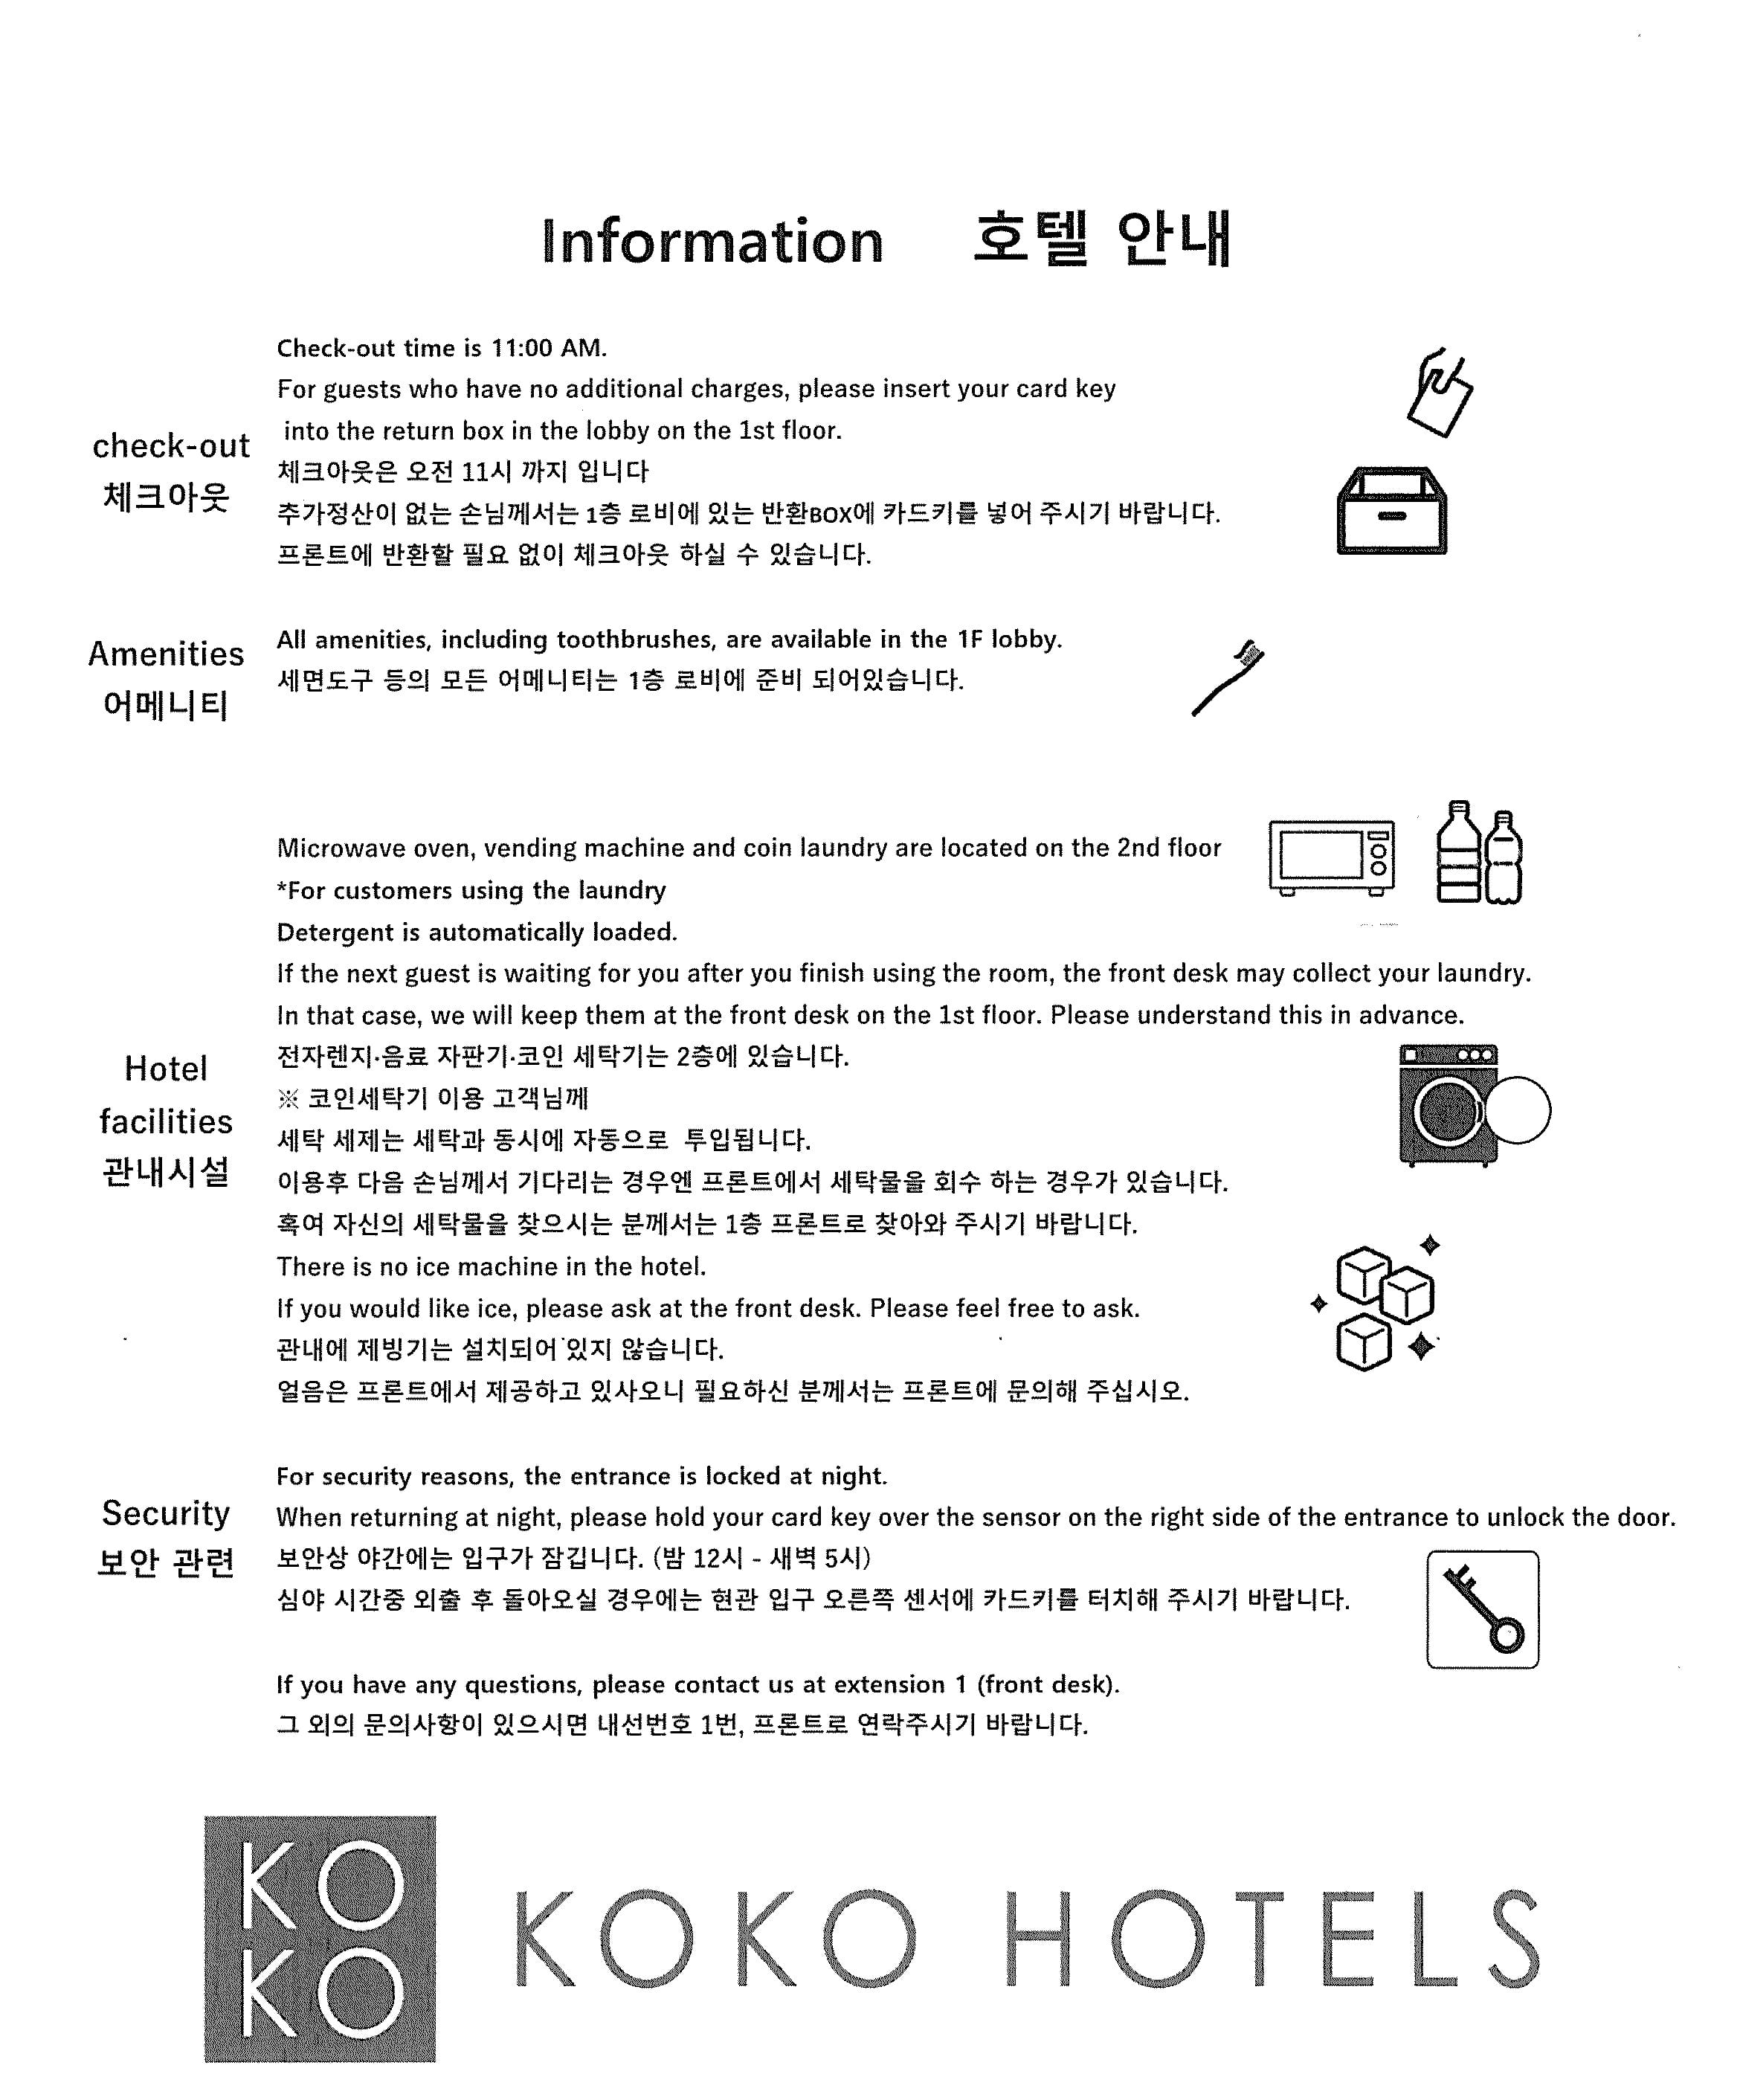 Information 호텔 안내
check-out
체크아웃
Check-out time is 11:00 AM.
For guests who have no additional charges, please insert your card key
into the return box in the lobby on the 1st floor.
체크아웃은 오전 11시 까지 입니다
추가정산이 없는 손님께서는 1층 로비에 있는 반환BOX에 카드키를 넣어 주시기 바랍니다.
프론트에 반환할 필요 없이 체크아웃 하실 수 있습니다.
Amenities
어메니티
All amenities, including toothbrushes, are available in the 1F lobby.
세면도구 등의 모든 어메니티는 1층 로비에 준비 되어있습니다.
Hotel
facilities
관내시설
Microwave oven, vending machine and coin laundry are located on the 2nd floor
*For customers using the laundry
Detergent is automatically loaded.
If the next guest is waiting for you after you finish using the room, the front desk may collect your laundry.
In that case, we will keep them at the front desk on the 1st floor. Please understand this in advance.
전자렌지·음료 자판기·코인 세탁기는 2층에 있습니다.
※ 코인세탁기 이용 고객님께
세탁 세제는 세탁과 동시에 자동으로 투입됩니다.
이용후 다음 손님께서 기다리는 경우엔 프론트에서 세탁물을 회수 하는 경우가 있습니다.
혹여 자신의 세탁물을 찾으시는 분께서는 1층 프론트로 찾아와 주시기 바랍니다.
There is no ice machine in the hotel.
If you would like ice, please ask at the front desk. Please feel free to ask.
관내에 제빙기는 설치되어 있지 않습니다.
얼음은 프론트에서 제공하고 있사오니 필요하신 분께서는 프론트에 문의해 주십시오.
Security
보안 관련
For security reasons, the entrance is locked at night.
When returning at night, please hold your card key over the sensor on the right side of the entrance to unlock the door.
보안상 야간에는 입구가 잠깁니다. (밤 12시 - 새벽 5시)
심야 시간중 외출 후 돌아오실 경우에는 현관 입구 오른쪽 센서에 카드키를 터치해 주시기 바랍니다.
If you have any questions, please contact us at extension 1 (front desk).
그 외의 문의사항이 있으시면 내선번호 1번, 프론트로 연락주시기 바랍니다.
KO
KO
KOKO HOTELS